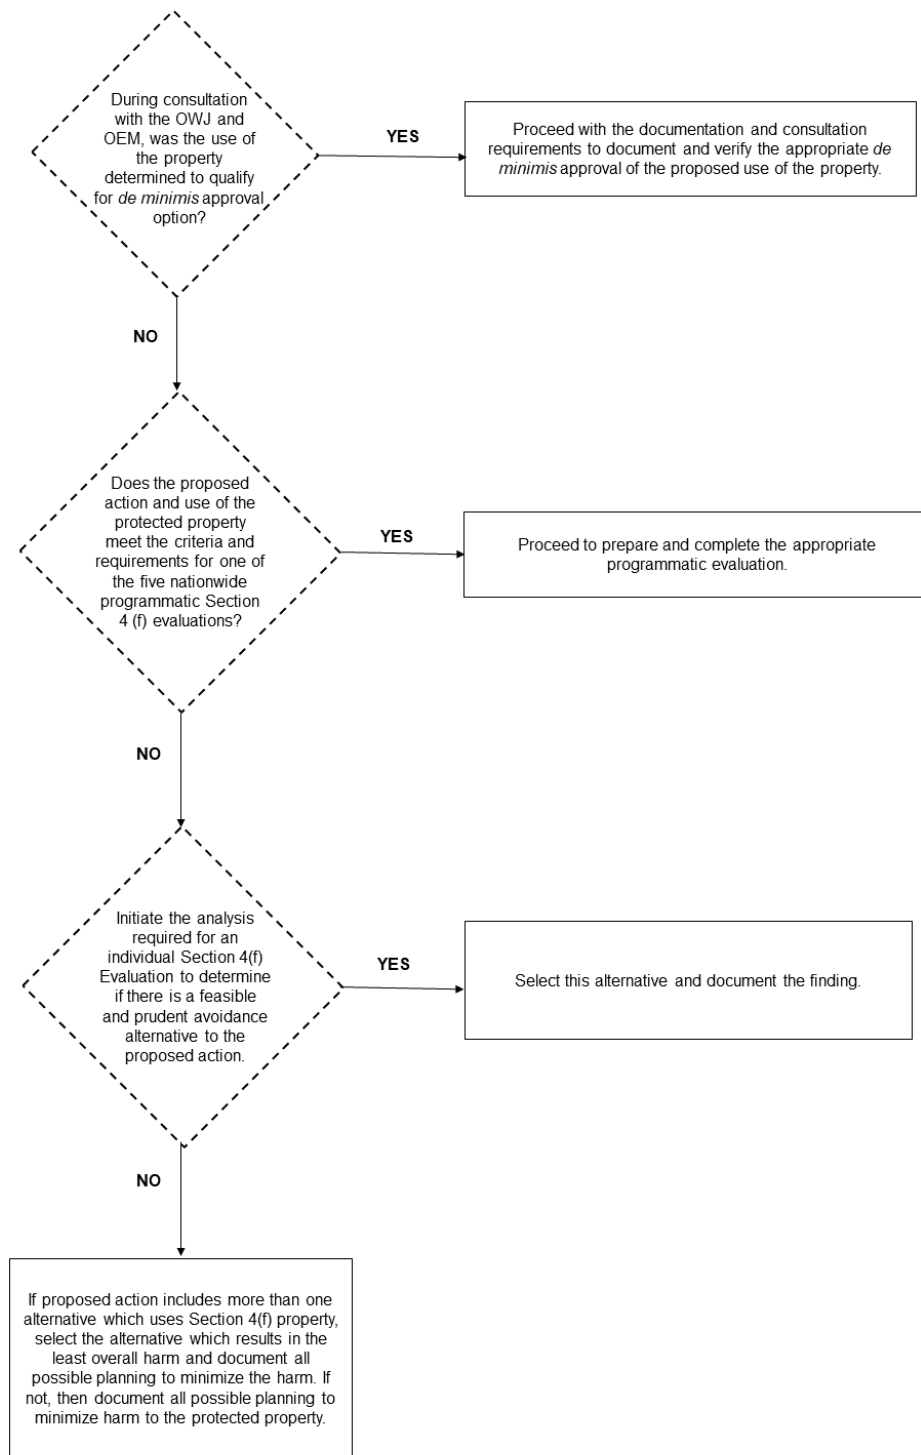 During consultation
with the OWJ and
OEM, was the use of
the property
determined to qualify
for de minimis approval
option?
YES
Proceed with the documentation and consultation
requirements to document and verify the appropriate de
minimis approval of the proposed use of the property.
NO
Does the proposed
action and use of the
protected property
meet the criteria and
requirements for one of
the five nationwide
programmatic Section
4 (f) evaluations?
YES
Proceed to prepare and complete the appropriate
programmatic evaluation.
NO
Initiate the analysis
required for an
individual Section 4(f)
Evaluation to determine
if there is a feasible
and prudent avoidance
alternative to the
proposed action.
YES
Select this alternative and document the finding.
NO
If proposed action includes more than one
alternative which uses Section 4(f) property,
select the alternative which results in the
least overall harm and document all
possible planning to minimize the harm. If
not, then document all possible planning to
minimize harm to the protected property.